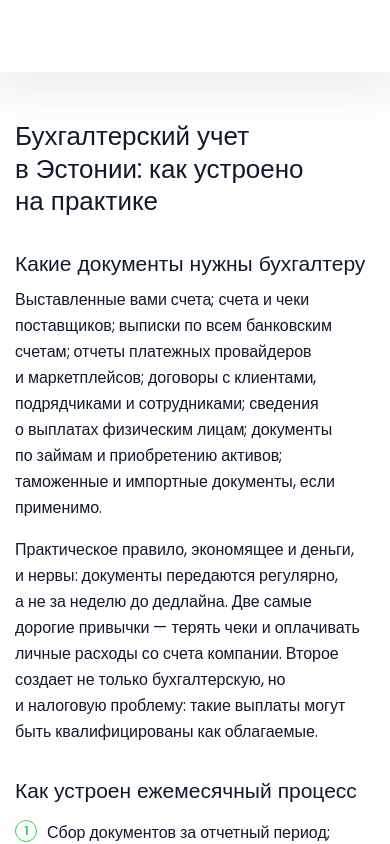 Бухгалтерский учет
в Эстонии: как устроено
на практике
Какие документы нужны бухгалтеру
Выставленные вами счета; счета и чеки
поставщиков; выписки по всем банковским
счетам; отчеты платежных провайдеров
и маркетплейсов; договоры с клиентами,
подрядчиками и сотрудниками; сведения
о выплатах физическим лицам; документы
по займам и приобретению активов;
таможенные и импортные документы, если
применимо.
Практическое правило, экономящее и деньги,
и нервы: документы передаются регулярно,
а не за неделю до дедлайна. Две самые
дорогие привычки — терять чеки и оплачивать
личные расходы со счета компании. Второе
создает не только бухгалтерскую, но
и налоговую проблему: такие выплаты могут
быть квалифицированы как облагаемые.
Как устроен ежемесячный процесс
1 Сбор документов за отчетный период;